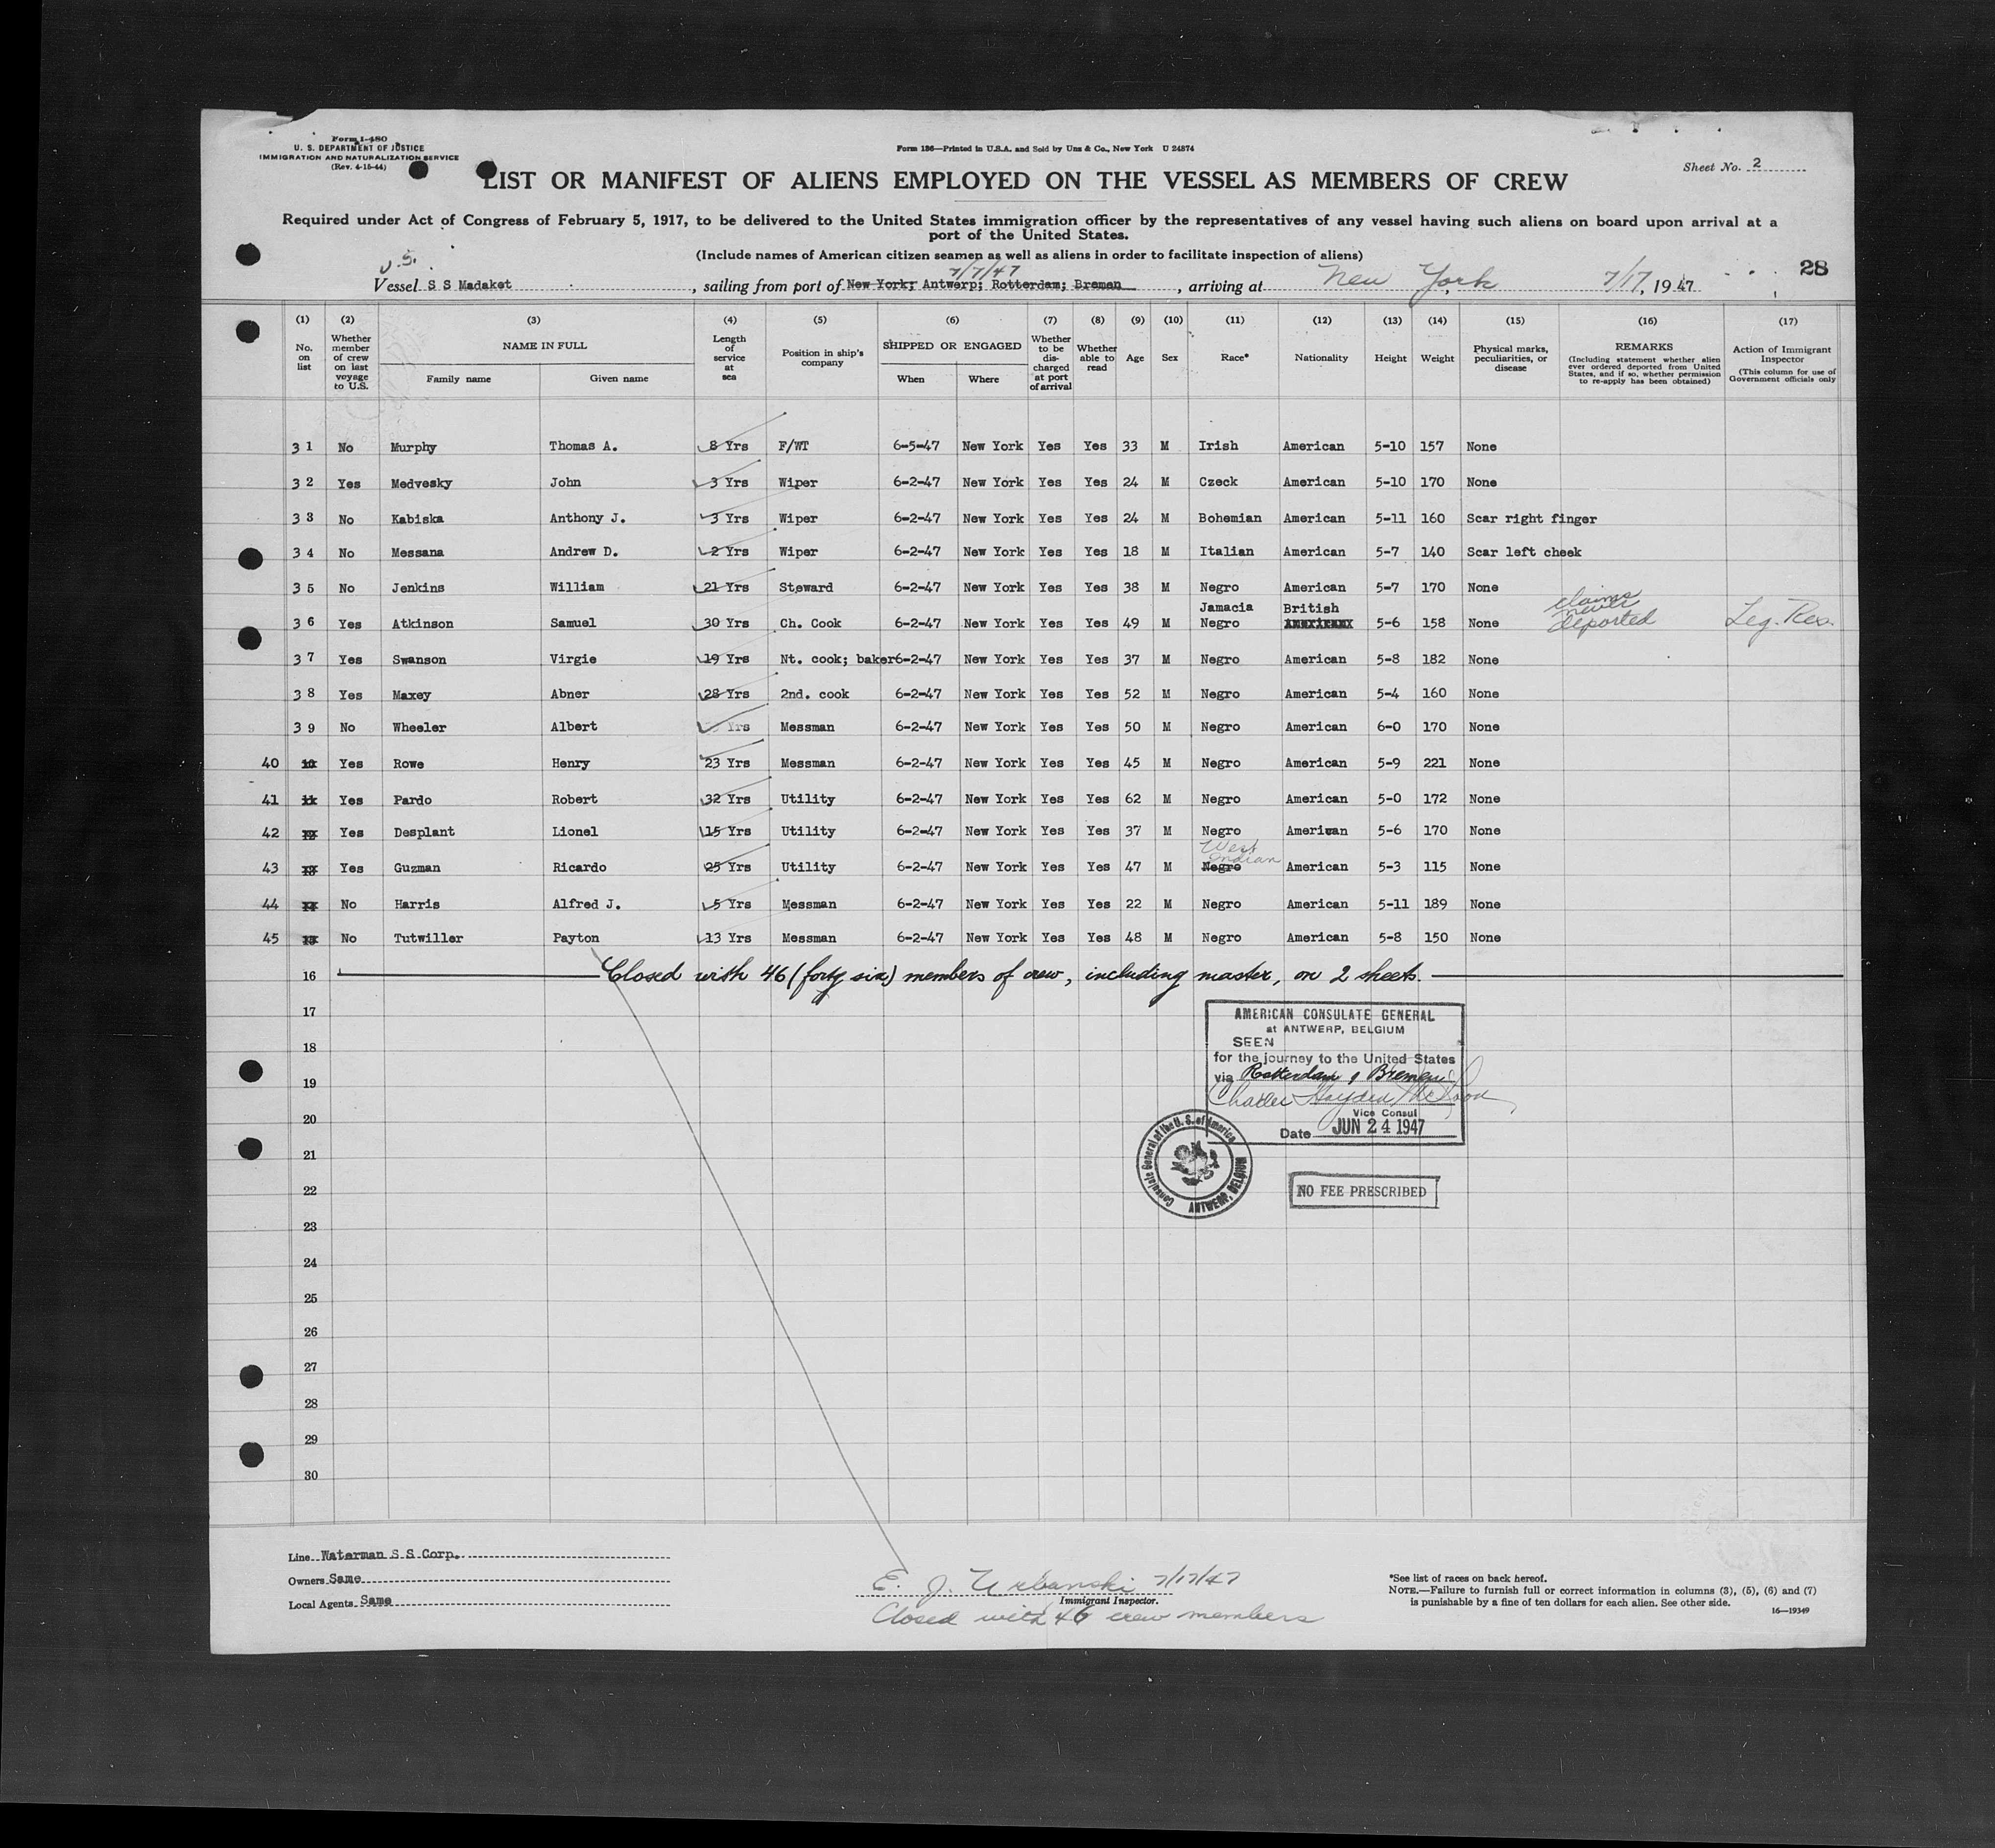 Form I-480
U. S. DEPARTMENT OF JUSTICE
IMMIGRATION AND NATURALIZATION SERVICE
(Rev. 4-15-44)
Form 136—Printed in U.S.A. and Sold by Unz & Co., New York U 24874
Sheet No. 2
LIST OR MANIFEST OF ALIENS EMPLOYED ON THE VESSEL AS MEMBERS OF CREW
Required under Act of Congress of February 5, 1917, to be delivered to the United States immigration officer by the representatives of any vessel having such aliens on board upon arrival at a
port of the United States.
(Include names of American citizen seamen as well as aliens in order to facilitate inspection of aliens)
28
U.S. 7/7/47
Vessel S S Madaket, sailing from port of New York; Antwerp; Rotterdam; Bremen, arriving at New York 7/17, 1947
(1) (2) (3) (4) (5) (6) (7) (8) (9) (10) (11) (12) (13) (14) (15) (16) (17)
No. on list
Whether member of crew on last voyage to U.S.
NAME IN FULL
Family name
Given name
Length of service at sea
Position in ship's company
SHIPPED OR ENGAGED
When
Where
Whether to be discharged at port of arrival
Whether able to read
Age
Sex
Race*
Nationality
Height
Weight
Physical marks, peculiarities, or disease
REMARKS
(Including statement whether alien ever ordered deported from United States, and if so, whether permission to re-apply has been obtained)
Action of Immigrant Inspector
(This column for use of Government officials only
31 No Murphy Thomas A. 8 Yrs F/WT 6-5-47 New York Yes Yes 33 M Irish American 5-10 157 None
32 Yes Medvesky John 3 Yrs Wiper 6-2-47 New York Yes Yes 24 M Czeck American 5-10 170 None
33 No Kabiska Anthony J. 3 Yrs Wiper 6-2-47 New York Yes Yes 24 M Bohemian American 5-11 160 Scar right finger
34 No Messana Andrew D. 2 Yrs Wiper 6-2-47 New York Yes Yes 18 M Italian American 5-7 140 Scar left cheek
35 No Jenkins William 21 Yrs Steward 6-2-47 New York Yes Yes 38 M Negro American 5-7 170 None
Jamacia British claims never
36 Yes Atkinson Samuel 30 Yrs Ch. Cook 6-2-47 New York Yes Yes 49 M Negro 5-6 158 None deported Leg. Res.
37 Yes Swanson Virgie 19 Yrs Nt. cook; baker 6-2-47 New York Yes Yes 37 M Negro American 5-8 182 None
38 Yes Maxey Abner 28 Yrs 2nd. cook 6-2-47 New York Yes Yes 52 M Negro American 5-4 160 None
39 No Wheeler Albert Yrs Messman 6-2-47 New York Yes Yes 50 M Negro American 6-0 170 None
40 Yes Rowe Henry 23 Yrs Messman 6-2-47 New York Yes Yes 45 M Negro American 5-9 221 None
41 Yes Pardo Robert 32 Yrs Utility 6-2-47 New York Yes Yes 62 M Negro American 5-0 172 None
42 Yes Desplant Lionel 15 Yrs Utility 6-2-47 New York Yes Yes 37 M Negro American 5-6 170 None
West Indian
43 Yes Guzman Ricardo 25 Yrs Utility 6-2-47 New York Yes Yes 47 M Negro American 5-3 115 None
44 No Harris Alfred J. 5 Yrs Messman 6-2-47 New York Yes Yes 22 M Negro American 5-11 189 None
45 No Tutwiller Payton 13 Yrs Messman 6-2-47 New York Yes Yes 48 M Negro American 5-8 150 None
16 Closed with 46 (forty six) members of crew, including master, on 2 sheets.
17
18
19
20
21
22
23
24
25
26
27
28
29
30
AMERICAN CONSULATE GENERAL
at ANTWERP, BELGIUM
SEEN
for the journey to the United States
via Rotterdam, Bremen
Charles Hayden
Vice Consul
Date JUN 24 1947
Consulate General of the U. S. of America
ANTWERP, BELGIUM
NO FEE PRESCRIBED
Line Waterman S S Corp.
Owners Same
Local Agents Same
E. J. Urbanski 7/17/47
Immigrant Inspector.
Closed with 46 crew members
*See list of races on back hereof.
NOTE.—Failure to furnish full or correct information in columns (3), (5), (6) and (7)
is punishable by a fine of ten dollars for each alien. See other side.
16—19349